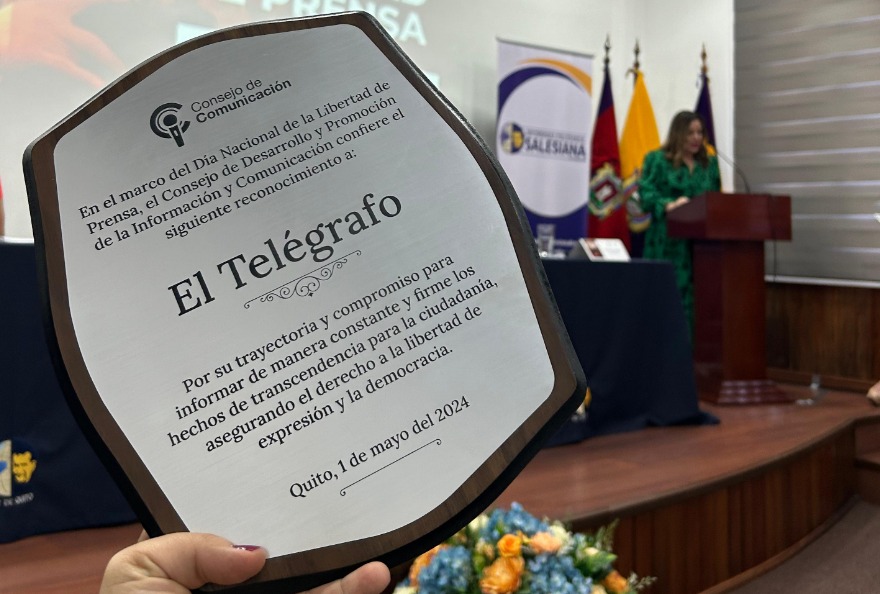 PRENSA
Consejo de
Comunicación
En el marco del Día Nacional de la Libertad de
Prensa, el Consejo de Desarrollo y Promoción
de la Información y Comunicación confiere el
siguiente reconocimiento a:
El Telégrafo
Por su trayectoria y compromiso para
informar de manera constante y firme los
hechos de transcendencia para la ciudadanía,
asegurando el derecho a la libertad de
expresión y la democracia.
Quito, 1 de mayo del 2024
SALESIANA